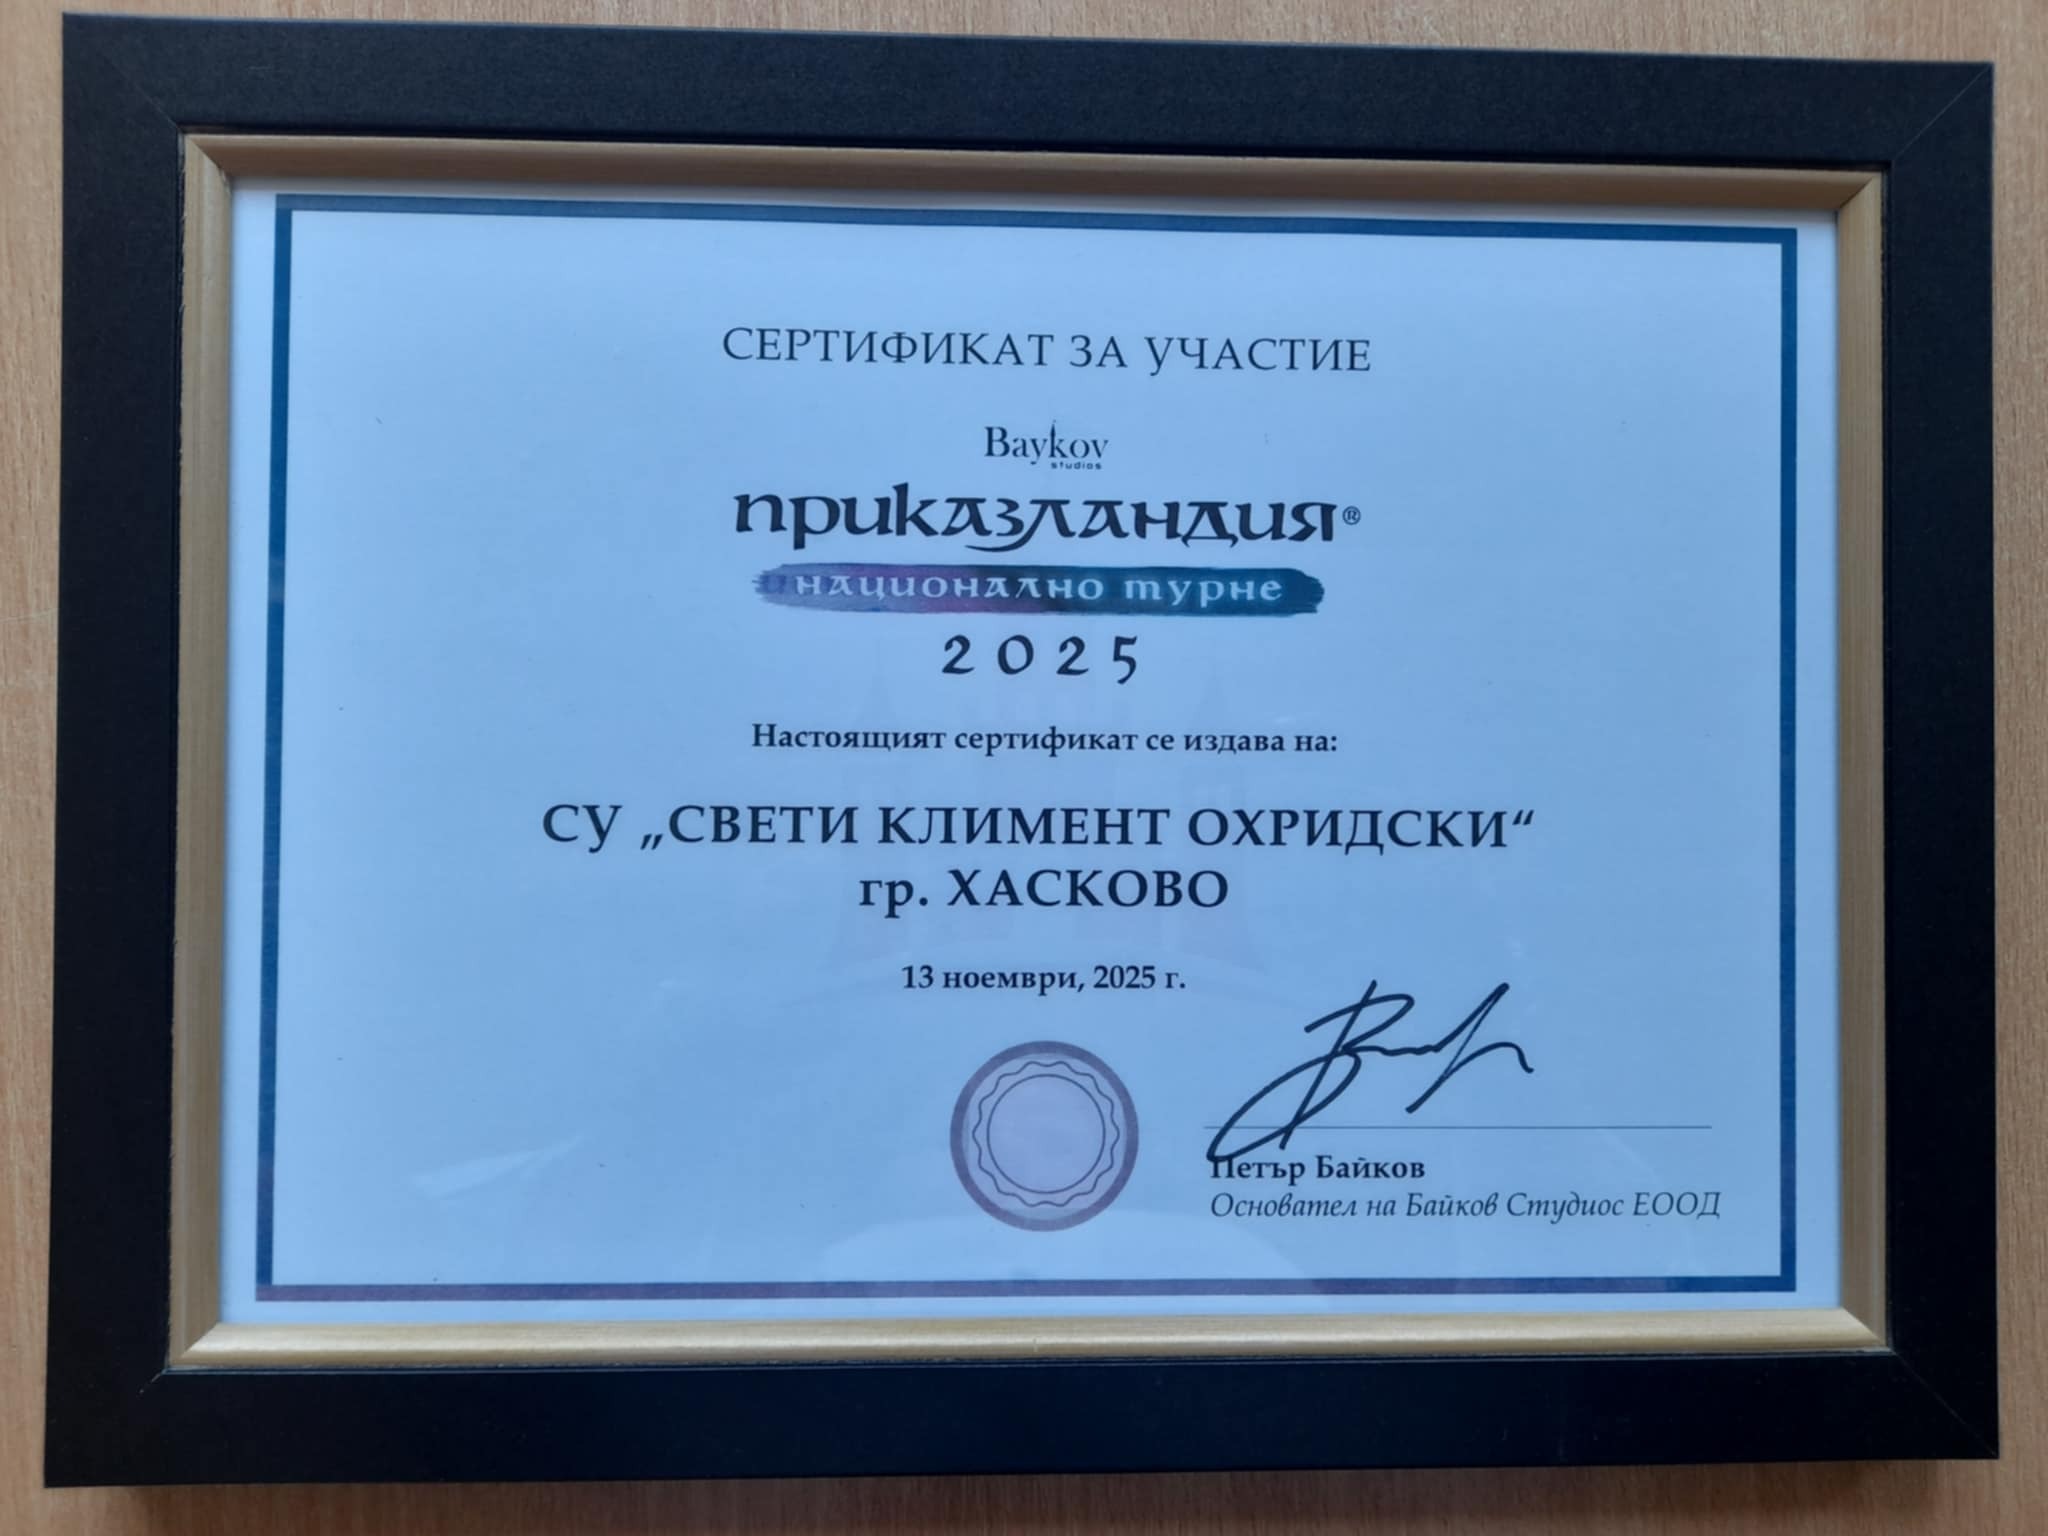 СЕРТИФИКАТ ЗА УЧАСТИЕ
Baykov
studios
приказландия®
национално турне
2025
Настоящият сертификат се издава на:
СУ „СВЕТИ КЛИМЕНТ ОХРИДСКИ“
гр. ХАСКОВО
13 ноември, 2025 г.
Петър Байков
Основател на Байков Студиос ЕООД